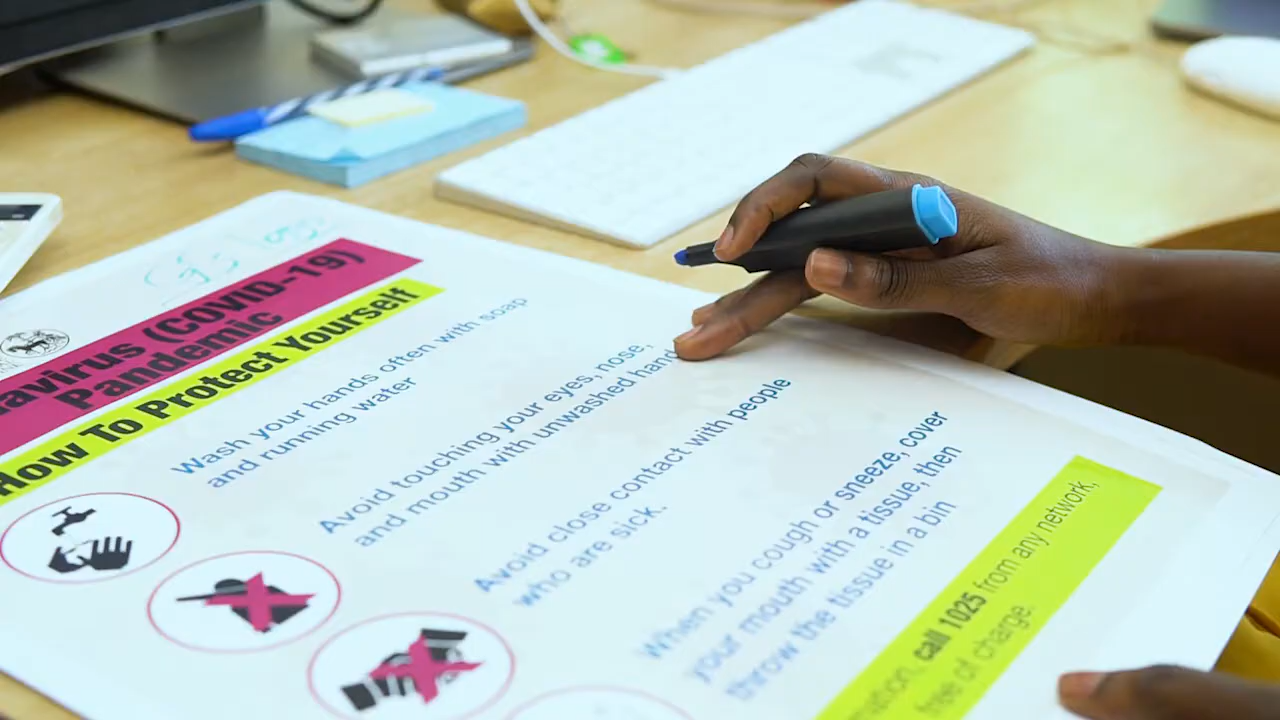 avirus (COVID-19)
Pandemic
How To Protect Yourself
Wash your hands often with soap
and running water
Avoid touching your eyes, nose,
and mouth with unwashed hand
Avoid close contact with people
who are sick.
When you cough or sneeze, cover
your mouth with a tissue, then
throw the tissue in a bin
mation, call 1025 from any network,
free of charge.